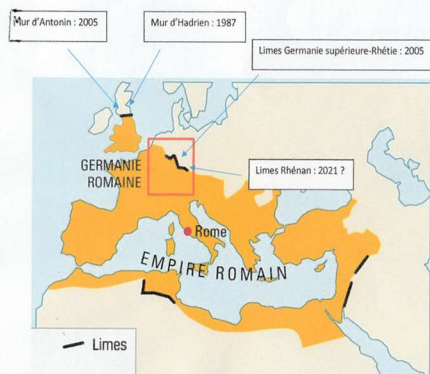 Mur d'Antonin : 2005
Mur d'Hadrien : 1987
Limes Germanie supérieure-Rhétie : 2005
GERMANIE
ROMAINE
Limes Rhénan : 2021 ?
Rome
EMPIRE ROMAIN
Limes